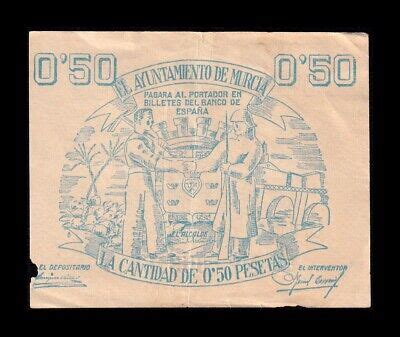 0'50
EL AYUNTAMIENTO DE MURCIA
0'50
PAGARA AL PORTADOR EN
BILLETES DEL BANCO DE
ESPAÑA
EL ALCALDE
LA CANTIDAD DE 0'50 PESETAS
EL DEPOSITARIO
EL INTERVENTOR